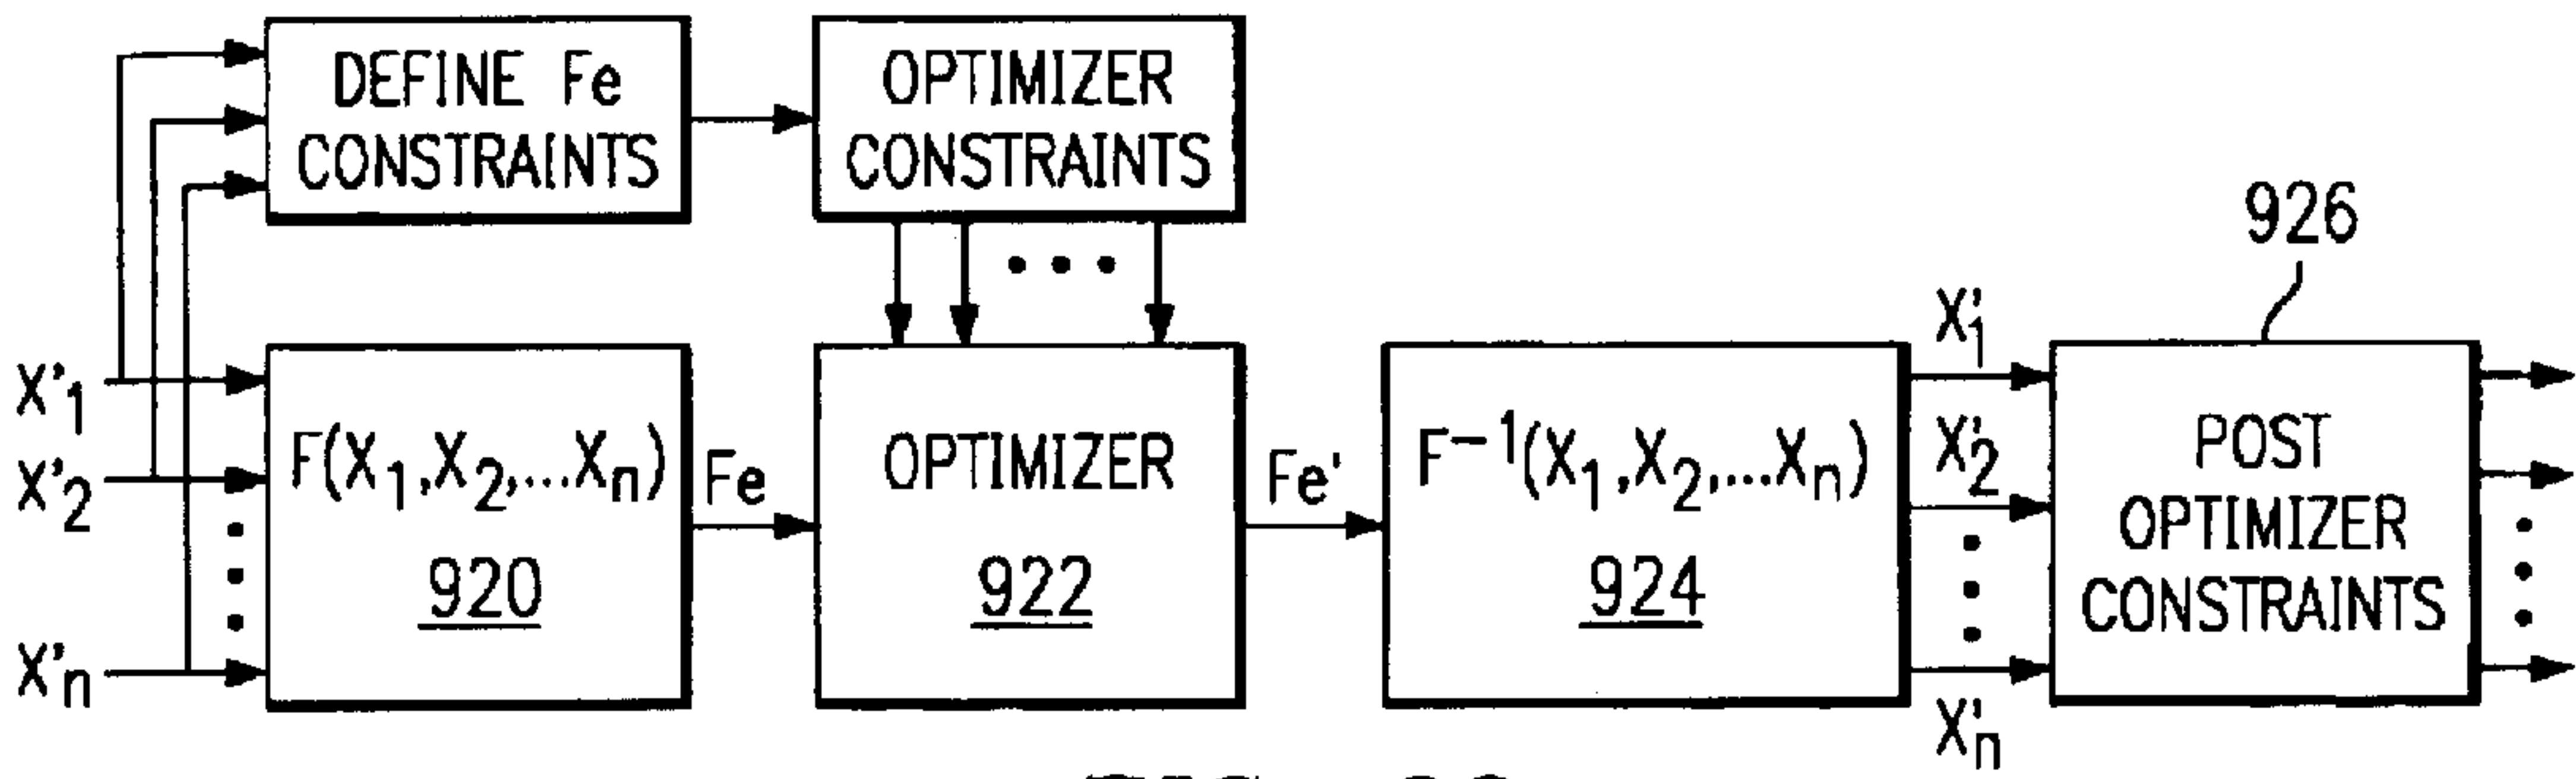 DEFINE Fe
CONSTRAINTS
OPTIMIZER
CONSTRAINTS
926
X'1
X'2
X'n
F(X1,X2,...Xn)
920
Fe
OPTIMIZER
922
Fe'
F-1(X1,X2,...Xn)
924
X'1
X'2
X'n
POST
OPTIMIZER
CONSTRAINTS